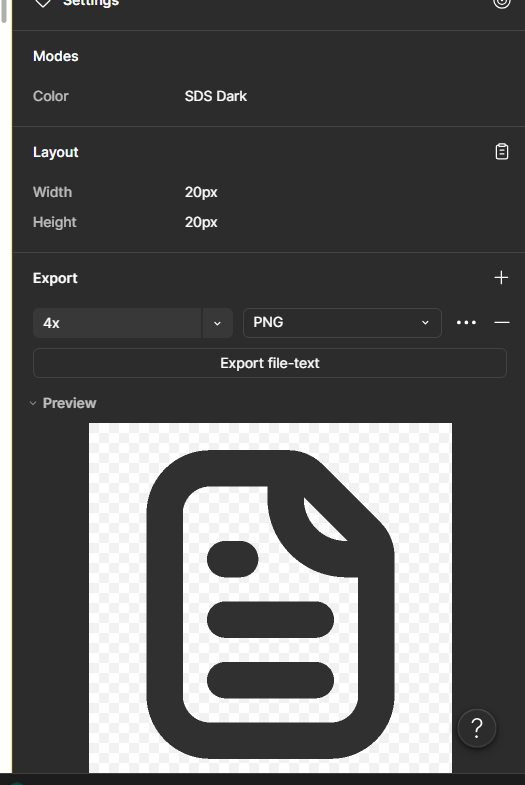 Settings
Modes
Color SDS Dark
Layout
Width 20px
Height 20px
Export
4x PNG
Export file-text
Preview
?